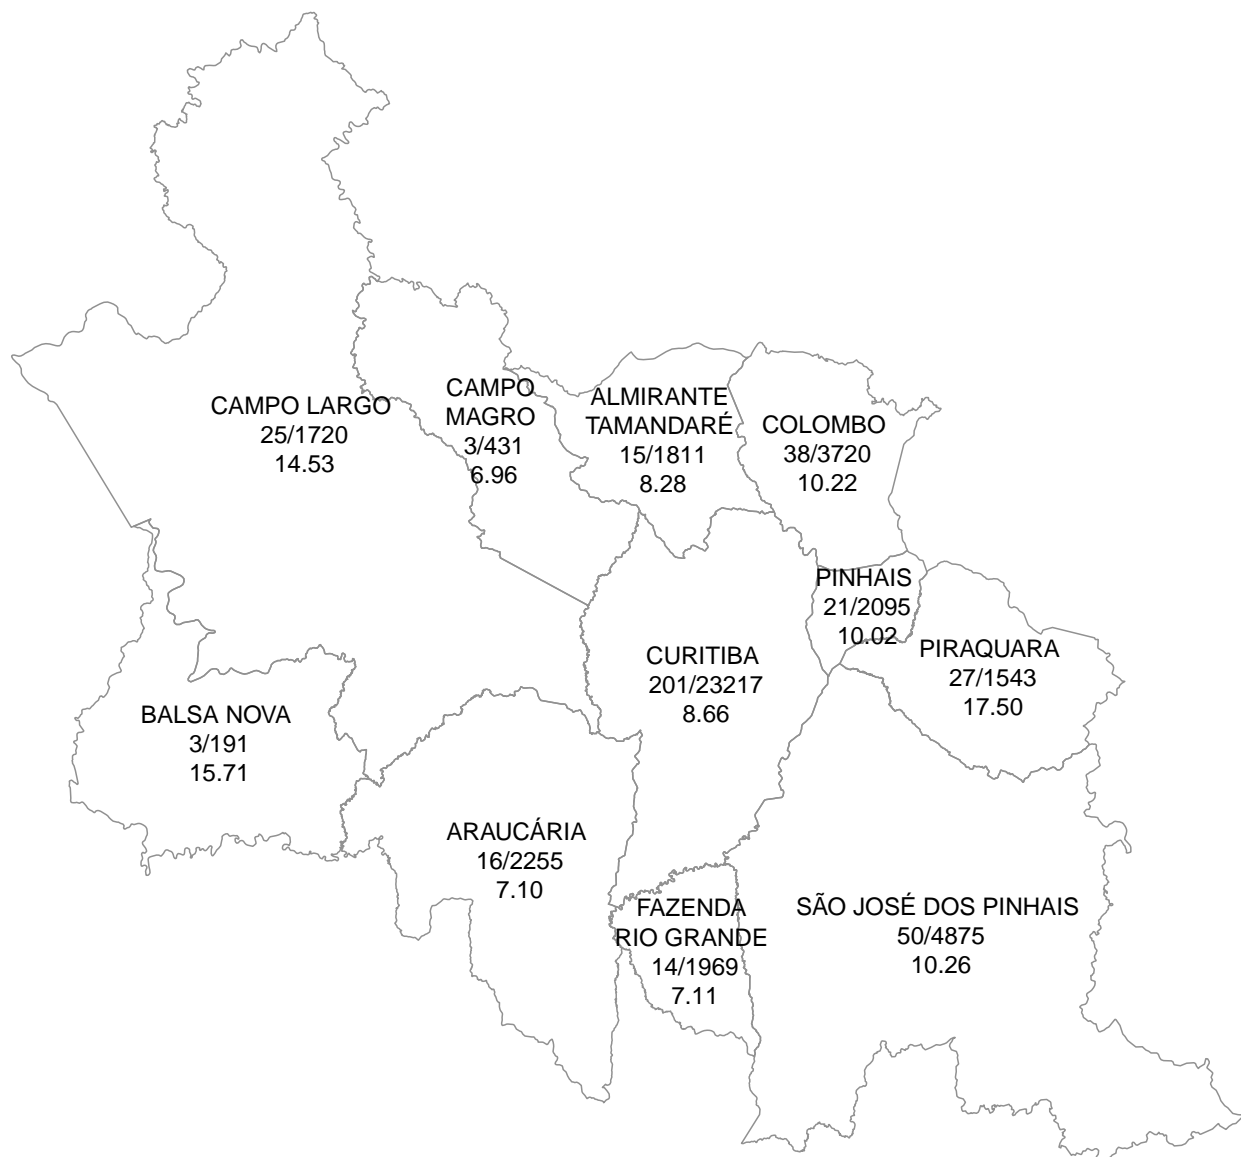 CAMPO LARGO
25/1720
14.53
CAMPO
MAGRO
3/431
6.96
ALMIRANTE
TAMANDARÉ
15/1811
8.28
COLOMBO
38/3720
10.22
PINHAIS
21/2095
10.02
PIRAQUARA
27/1543
17.50
CURITIBA
201/23217
8.66
BALSA NOVA
3/191
15.71
ARAUCÁRIA
16/2255
7.10
FAZENDA
RIO GRANDE
14/1969
7.11
SÃO JOSÉ DOS PINHAIS
50/4875
10.26